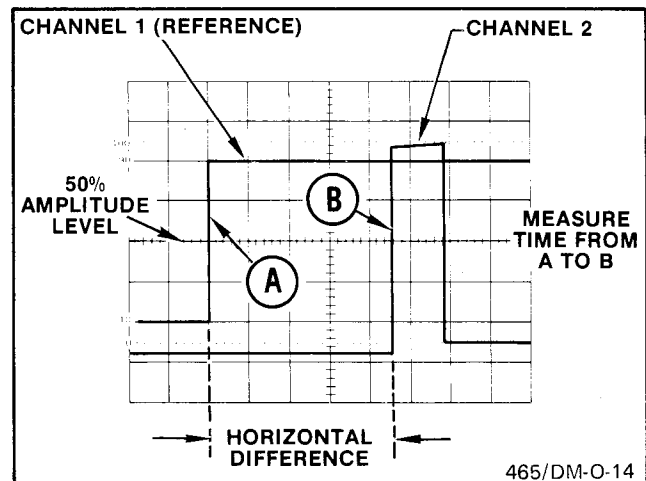 CHANNEL 1 (REFERENCE)
CHANNEL 2
50%
AMPLITUDE
LEVEL
A
B
MEASURE
TIME FROM
A TO B
HORIZONTAL
DIFFERENCE
465/DM-O-14